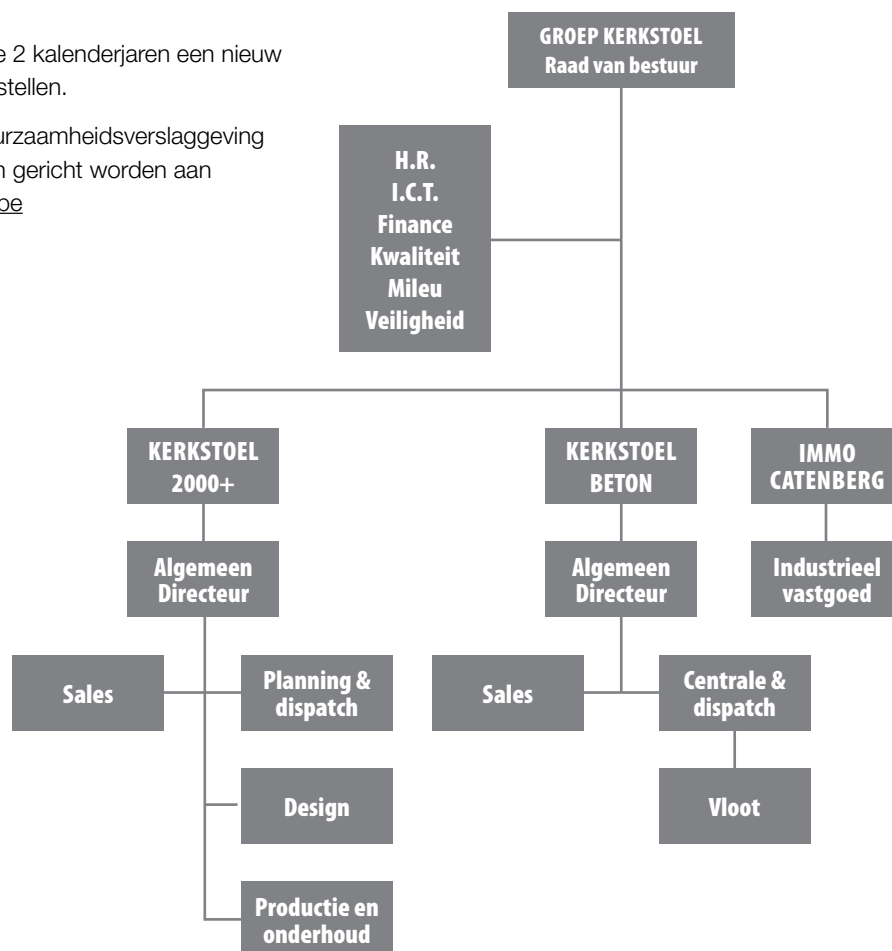 e 2 kalenderjaren een nieuw
stellen.
urzaamheidsverslaggeving
n gericht worden aan
be
GROEP KERKSTOEL
Raad van bestuur
H.R.
I.C.T.
Finance
Kwaliteit
Mileu
Veiligheid
KERKSTOEL
2000+
KERKSTOEL
BETON
IMMO
CATENBERG
Algemeen
Directeur
Algemeen
Directeur
Industrieel
vastgoed
Sales
Planning &
dispatch
Sales
Centrale &
dispatch
Design
Vloot
Productie en
onderhoud